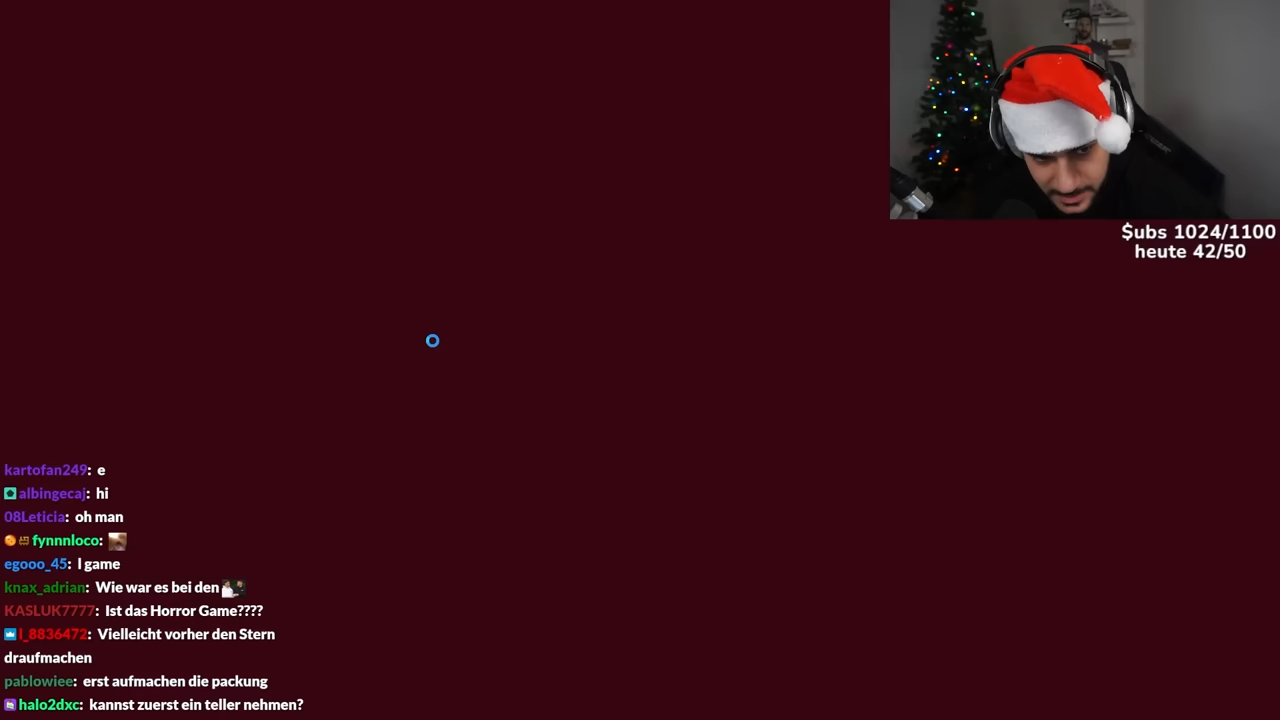 $ubs 1024/1100
heute 42/50
kartofan249: e
albingecaj: hi
08Leticia: oh man
fynnnloco:
egooo_45: l game
knax_adrian: Wie war es bei den
KASLUK7777: Ist das Horror Game????
l_8836472: Vielleicht vorher den Stern
draufmachen
pablowiee: erst aufmachen die packung
halo2dxc: kannst zuerst ein teller nehmen?